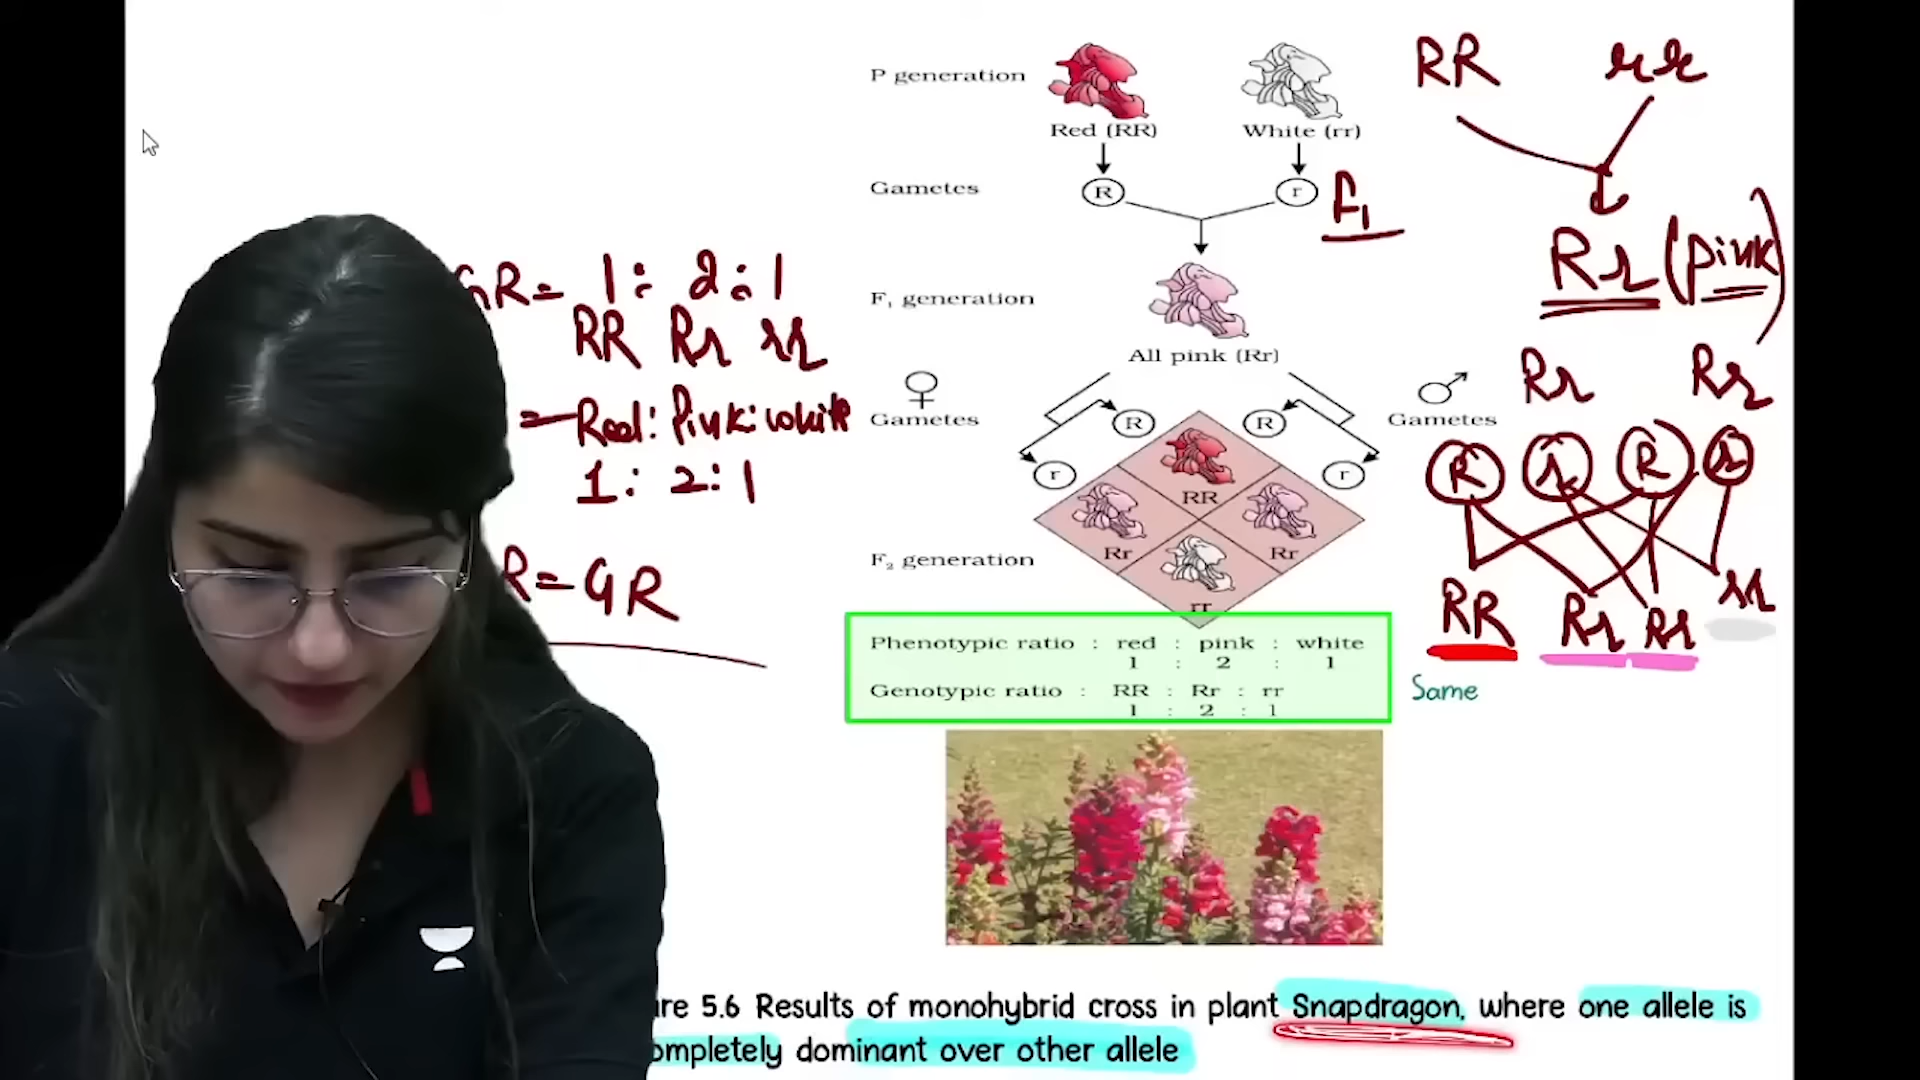 P generation
Red (RR) White (rr)
Gametes R r
F₁ generation
All pink (Rr)
♀ ♂
Gametes R R Gametes
r r
RR
Rr Rr
F₂ generation
rr
Phenotypic ratio : red : pink : white
1 : 2 : 1
Genotypic ratio : RR : Rr : rr
1 : 2 : 1
Same
RR rr
F₁
Rr (pink)
Rr Rr
R r R r
RR Rr Rr rr
GR= 1: 2:1
RR Rr rr
= Red: Pink: white
1: 2:1
R=GR
5.6 Results of monohybrid cross in plant Snapdragon, where one allele is
dominant over other allele